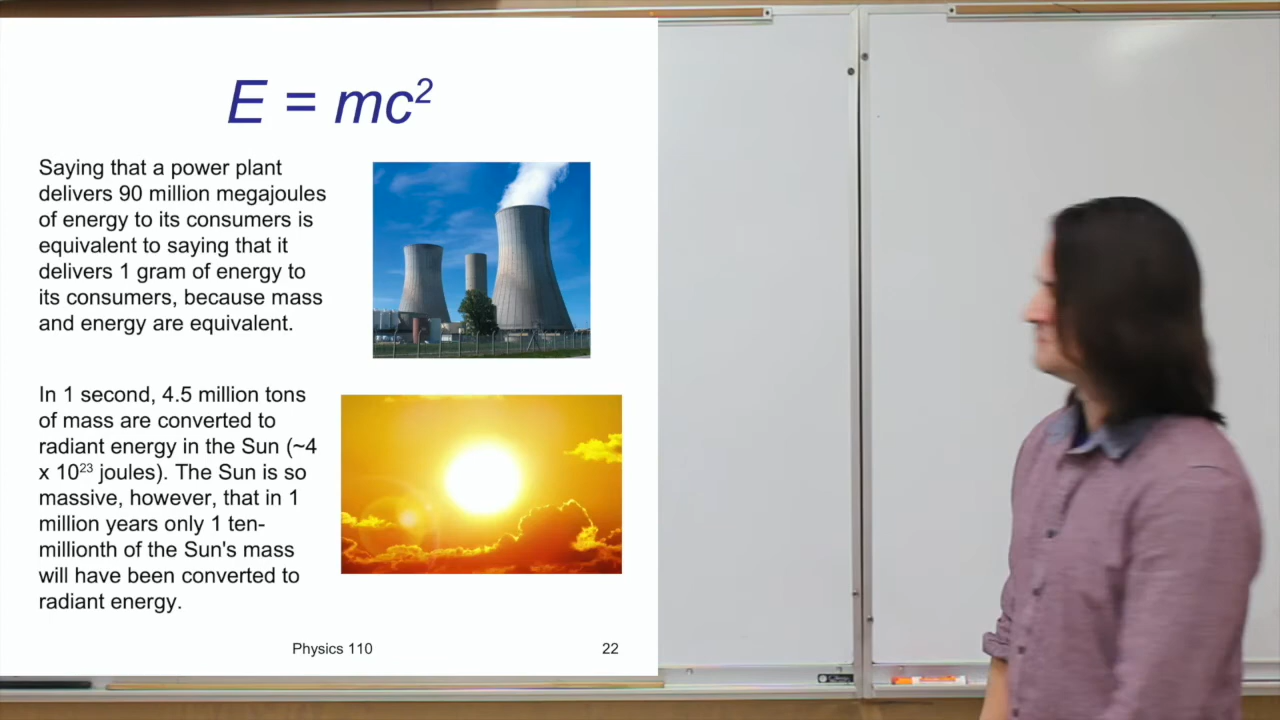 E = mc²
Saying that a power plant
delivers 90 million megajoules
of energy to its consumers is
equivalent to saying that it
delivers 1 gram of energy to
its consumers, because mass
and energy are equivalent.
In 1 second, 4.5 million tons
of mass are converted to
radiant energy in the Sun (~4
x 10²³ joules). The Sun is so
massive, however, that in 1
million years only 1 ten-
millionth of the Sun's mass
will have been converted to
radiant energy.
Physics 110
22